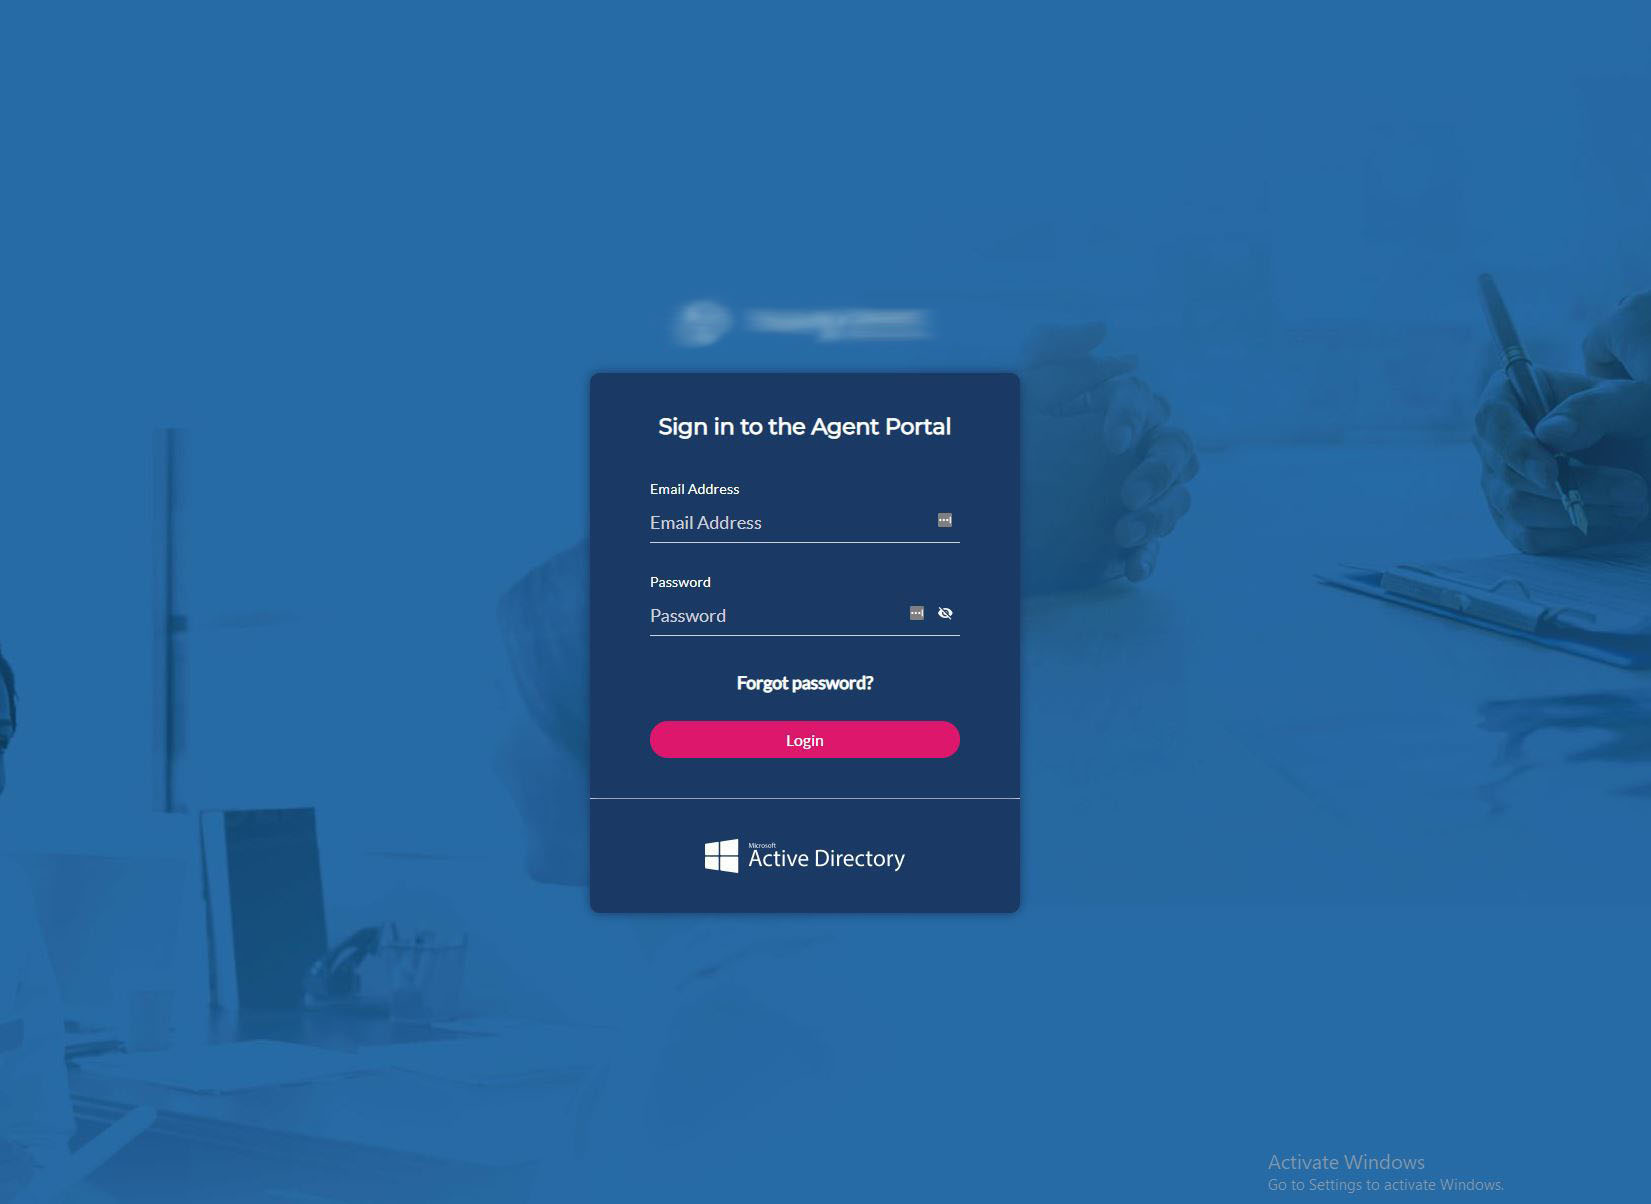 Sign in to the Agent Portal
Email Address
Email Address
Password
Password
Forgot password?
Login
Microsoft
Active Directory
Activate Windows
Go to Settings to activate Windows.